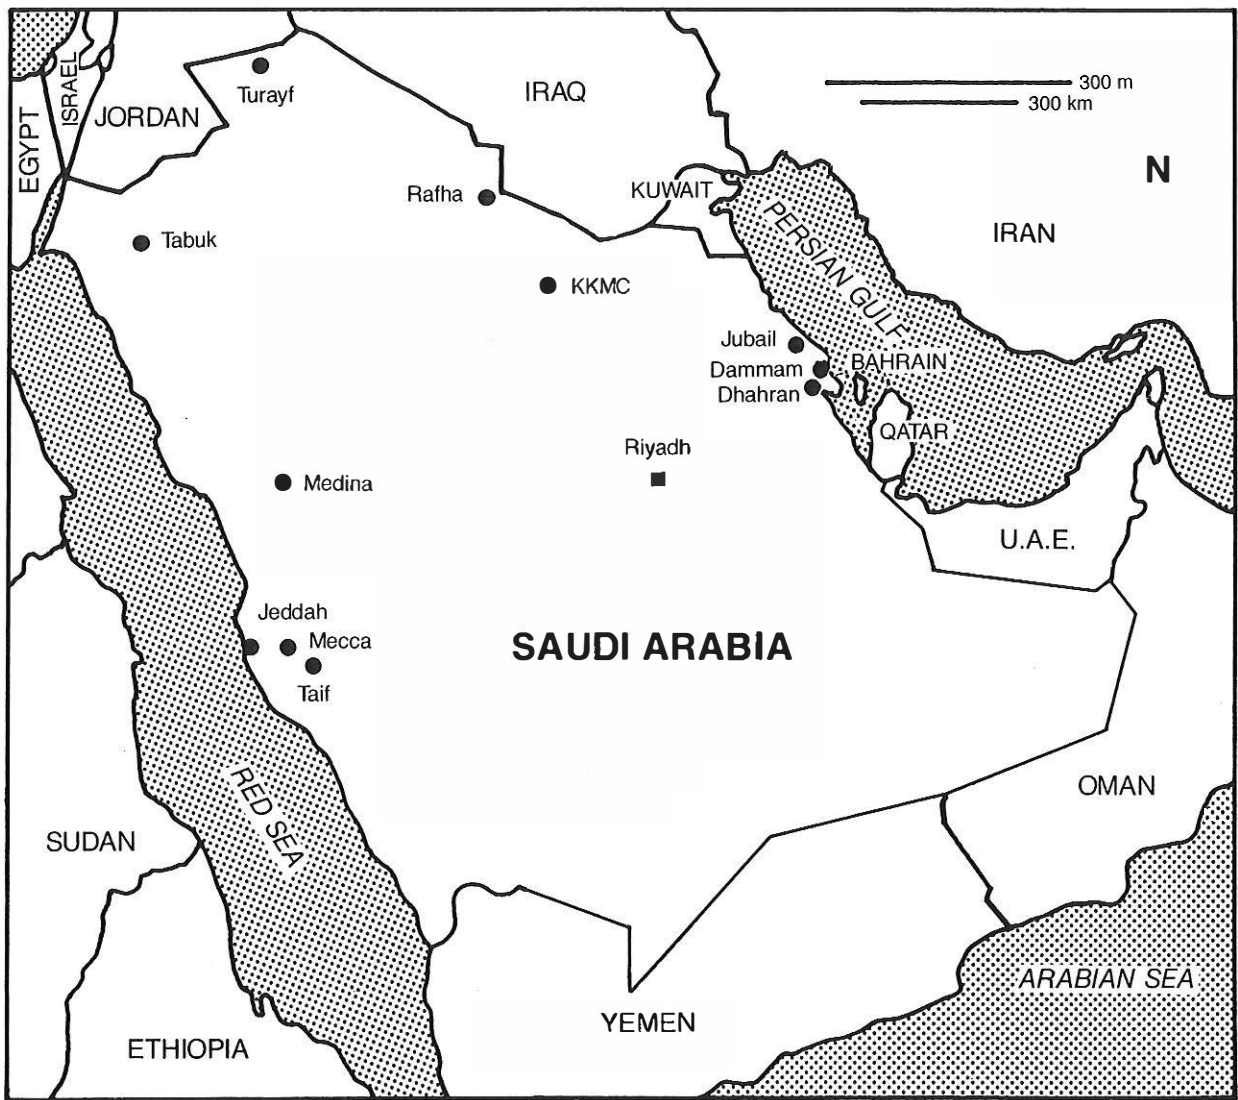 300 m
300 km
ISRAEL
EGYPT
JORDAN
Turayf
IRAQ
N
Rafha
KUWAIT
IRAN
Tabuk
PERSIAN GULF
KKMC
Jubail
Dammam
BAHRAIN
Dhahran
QATAR
Riyadh
Medina
U.A.E.
Jeddah
Mecca
SAUDI ARABIA
Taif
RED SEA
OMAN
SUDAN
ARABIAN SEA
YEMEN
ETHIOPIA